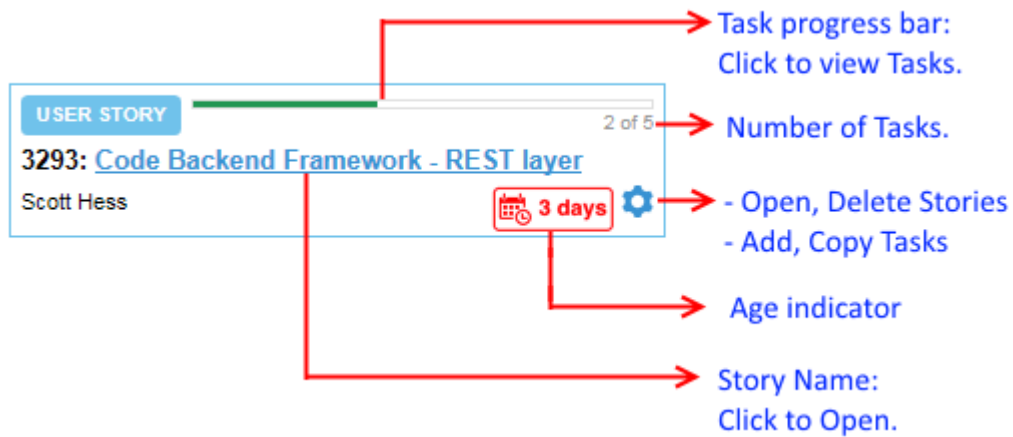 Task progress bar:
Click to view Tasks.
USER STORY
2 of 5
Number of Tasks.
3293: Code Backend Framework - REST layer
Scott Hess
3 days
- Open, Delete Stories
- Add, Copy Tasks
Age indicator
Story Name:
Click to Open.